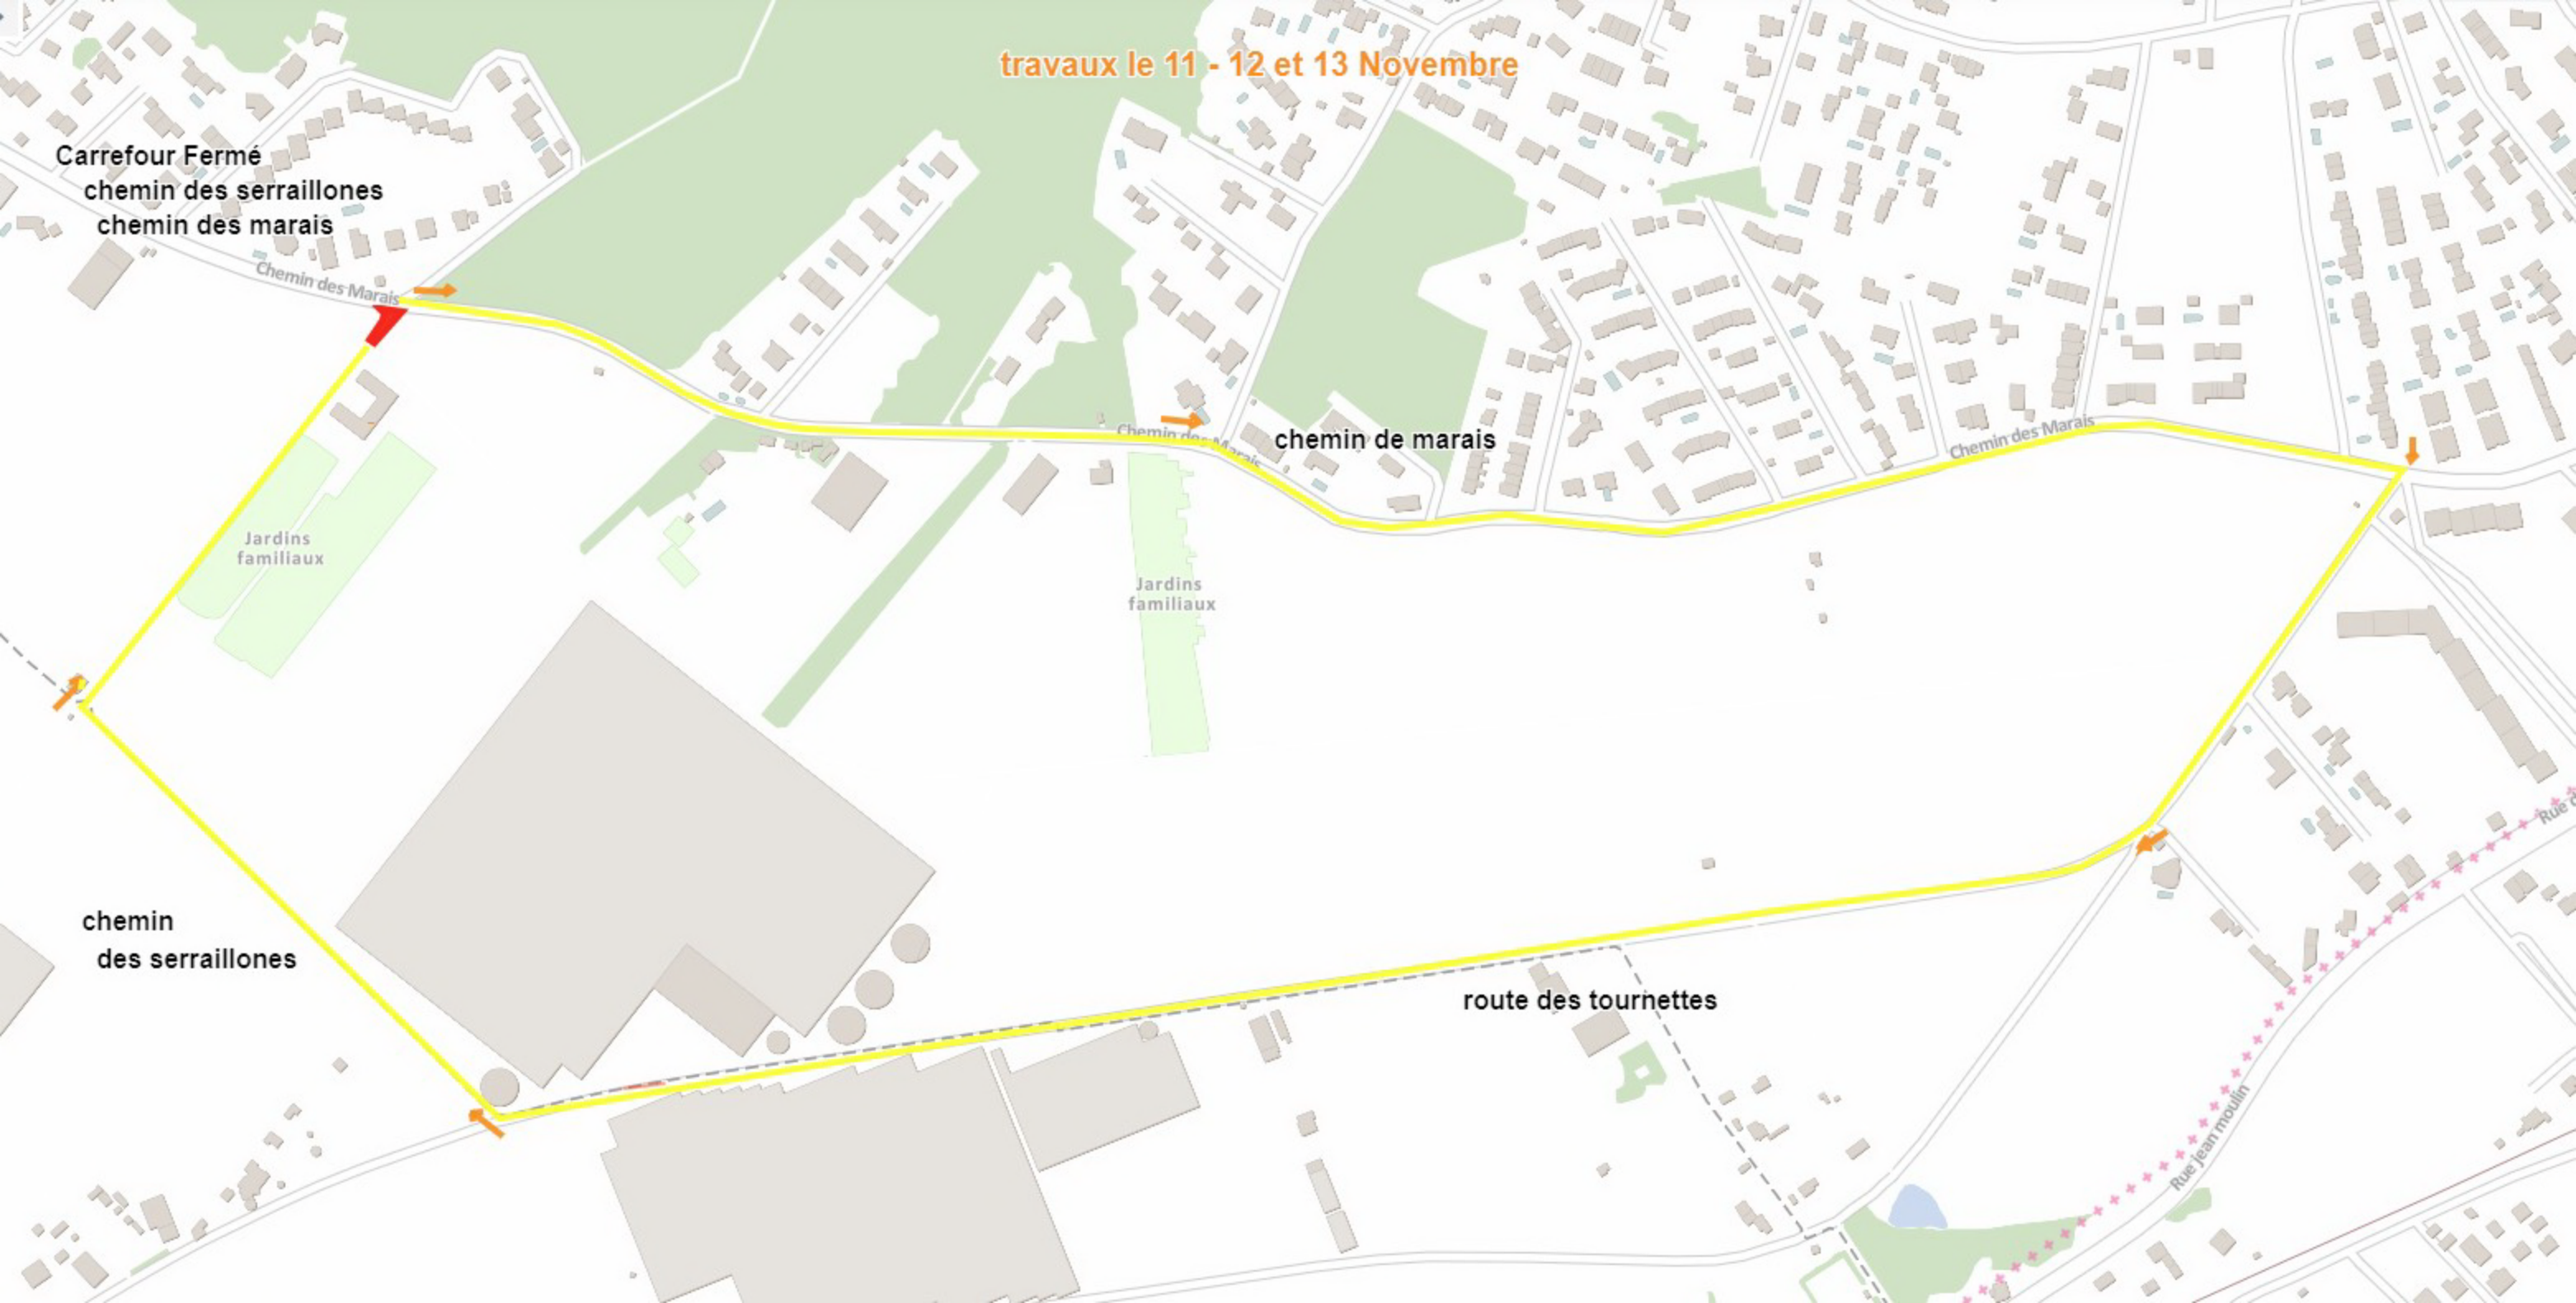 travaux le 11 - 12 et 13 Novembre
Carrefour Fermé
chemin des serraillones
chemin des marais
Chemin des Marais
Chemin des Marais
chemin de marais
Chemin des Marais
Jardins
familiaux
Jardins
familiaux
Rue
chemin
des serraillones
route des tournettes
Rue jean moulin